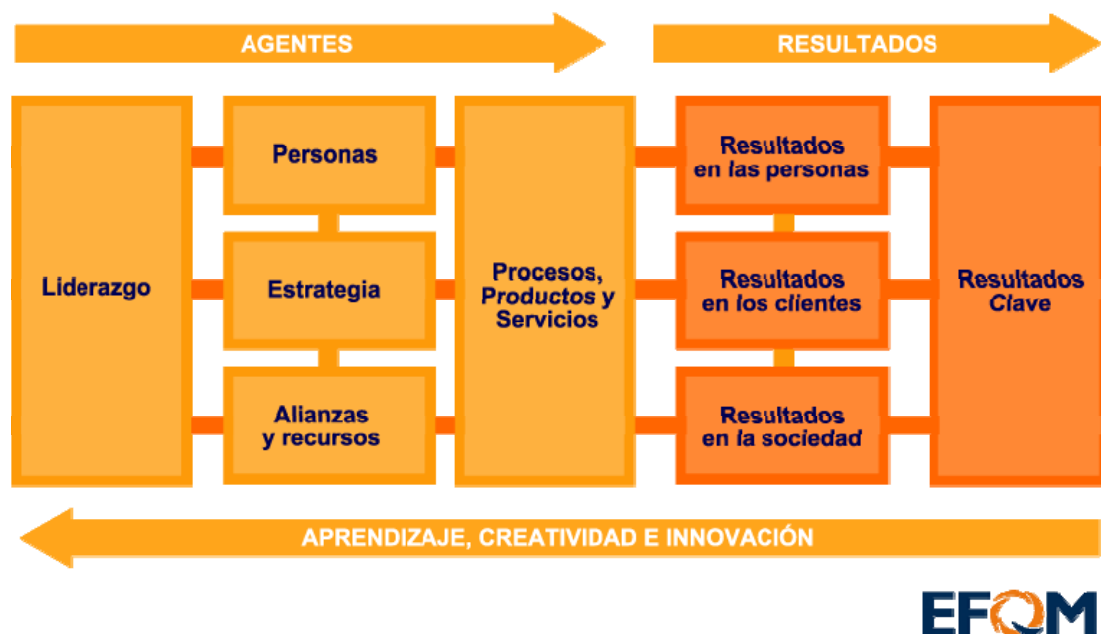 AGENTES
RESULTADOS
Liderazgo
Personas
Estrategia
Alianzas
y recursos
Procesos,
Productos y
Servicios
Resultados
en las personas
Resultados
en los clientes
Resultados
en la sociedad
Resultados
Clave
APRENDIZAJE, CREATIVIDAD E INNOVACIÓN
EFQM